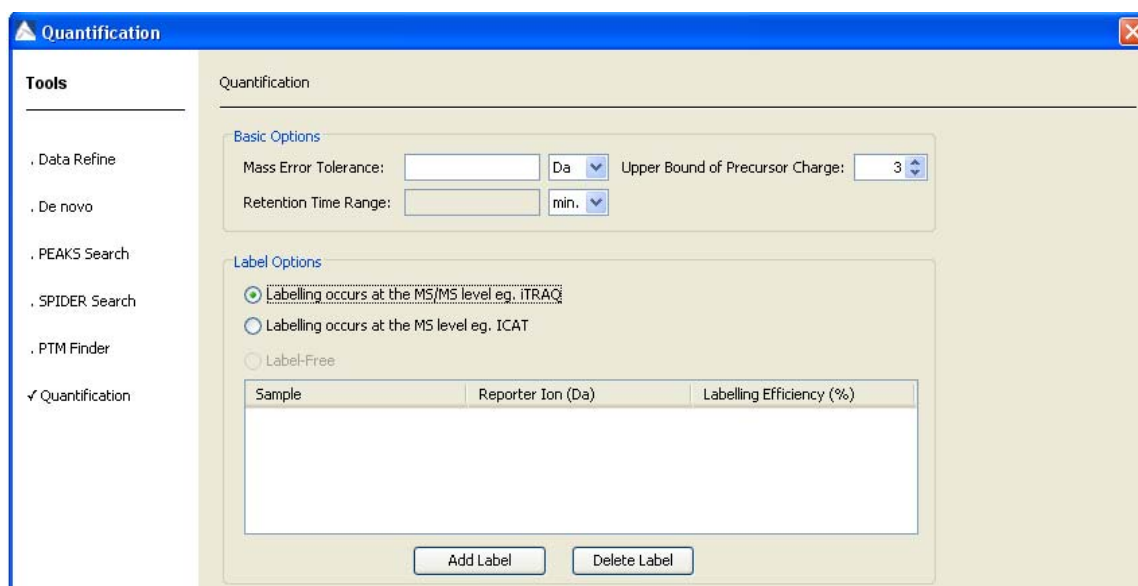 Quantification
Tools
Quantification
Basic Options
. Data Refine
Mass Error Tolerance: Da Upper Bound of Precursor Charge: 3
. De novo
Retention Time Range: min.
. PEAKS Search
Label Options
. SPIDER Search
Labelling occurs at the MS/MS level eg. iTRAQ
Labelling occurs at the MS level eg. ICAT
. PTM Finder
Label-Free
✓ Quantification
Sample Reporter Ion (Da) Labelling Efficiency (%)
Add Label Delete Label